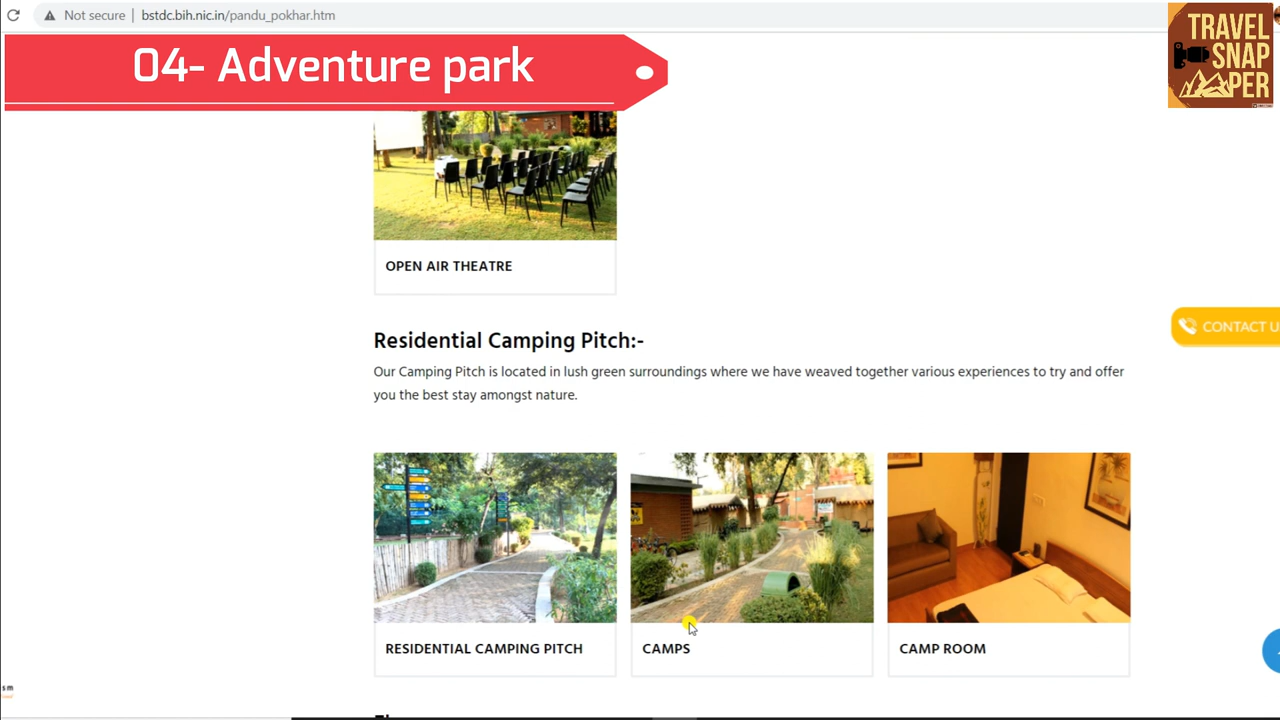 Not secure | bstdc.bih.nic.in/pandu_pokhar.htm
04- Adventure park
TRAVEL
SNAP
PER
OPEN AIR THEATRE
CONTACT U
Residential Camping Pitch:-
Our Camping Pitch is located in lush green surroundings where we have weaved together various experiences to try and offer
you the best stay amongst nature.
RESIDENTIAL CAMPING PITCH
CAMPS
CAMP ROOM
s m